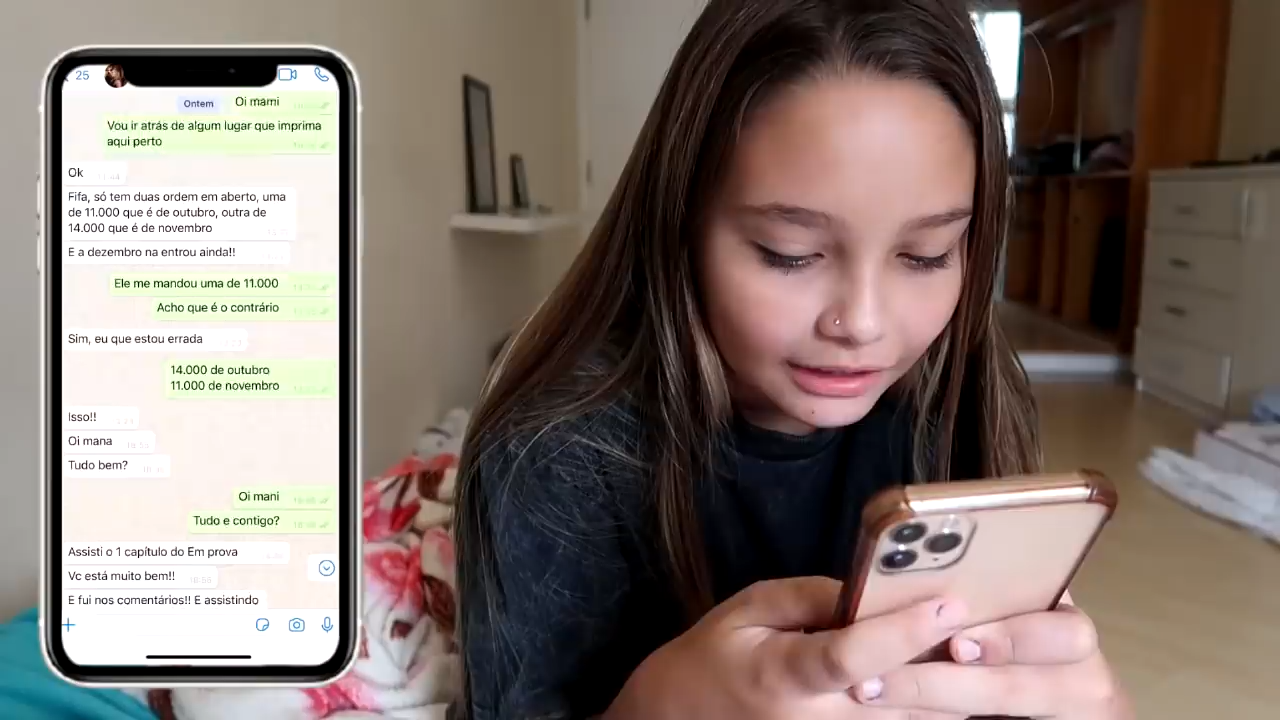 25
Ontem
Oi mami
Vou ir atrás de algum lugar que imprima
aqui perto
Ok
Fifa, só tem duas ordem em aberto, uma
de 11.000 que é de outubro, outra de
14.000 que é de novembro
E a dezembro na entrou ainda!!
Ele me mandou uma de 11.000
Acho que é o contrário
Sim, eu que estou errada
14.000 de outubro
11.000 de novembro
Isso!!
Oi mana
Tudo bem?
Oi mani
Tudo e contigo?
Assisti o 1 capítulo do Em prova
Vc está muito bem!!
E fui nos comentários!! E assistindo